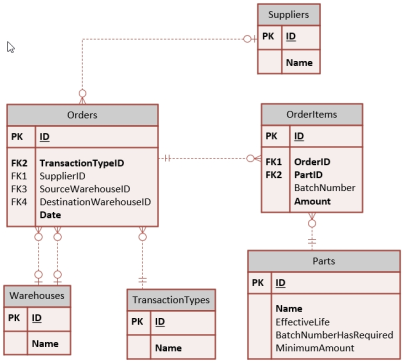 Suppliers
PK ID
Name
Orders
PK ID
FK2 TransactionTypeID
FK1 SupplierID
FK3 SourceWarehouseID
FK4 DestinationWarehouseID
Date
OrderItems
PK ID
FK1 OrderID
FK2 PartID
BatchNumber
Amount
Warehouses
PK ID
Name
TransactionTypes
PK ID
Name
Parts
PK ID
Name
EffectiveLife
BatchNumberHasRequired
MinimumAmount